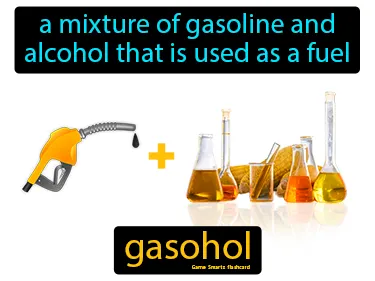 a mixture of gasoline and
alcohol that is used as a fuel
+
gasohol
Game Smartz flashcard